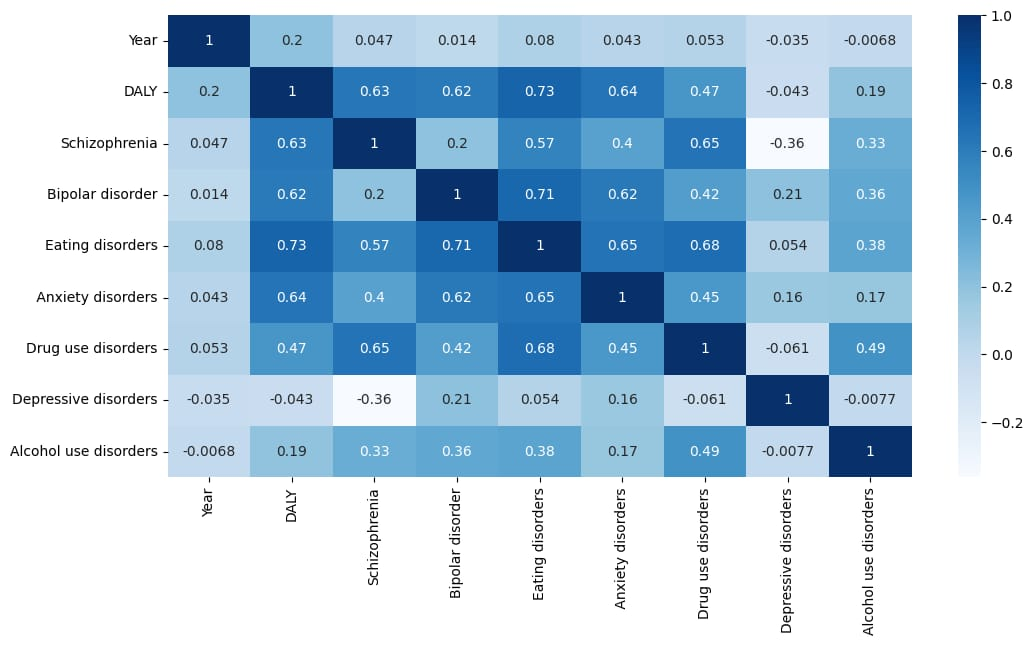 Year 1 0.2 0.047 0.014 0.08 0.043 0.053 -0.035 -0.0068
DALY 0.2 1 0.63 0.62 0.73 0.64 0.47 -0.043 0.19
Schizophrenia 0.047 0.63 1 0.2 0.57 0.4 0.65 -0.36 0.33
Bipolar disorder 0.014 0.62 0.2 1 0.71 0.62 0.42 0.21 0.36
Eating disorders 0.08 0.73 0.57 0.71 1 0.65 0.68 0.054 0.38
Anxiety disorders 0.043 0.64 0.4 0.62 0.65 1 0.45 0.16 0.17
Drug use disorders 0.053 0.47 0.65 0.42 0.68 0.45 1 -0.061 0.49
Depressive disorders -0.035 -0.043 -0.36 0.21 0.054 0.16 -0.061 1 -0.0077
Alcohol use disorders -0.0068 0.19 0.33 0.36 0.38 0.17 0.49 -0.0077 1
Year
DALY
Schizophrenia
Bipolar disorder
Eating disorders
Anxiety disorders
Drug use disorders
Depressive disorders
Alcohol use disorders
1.0
0.8
0.6
0.4
0.2
0.0
−0.2